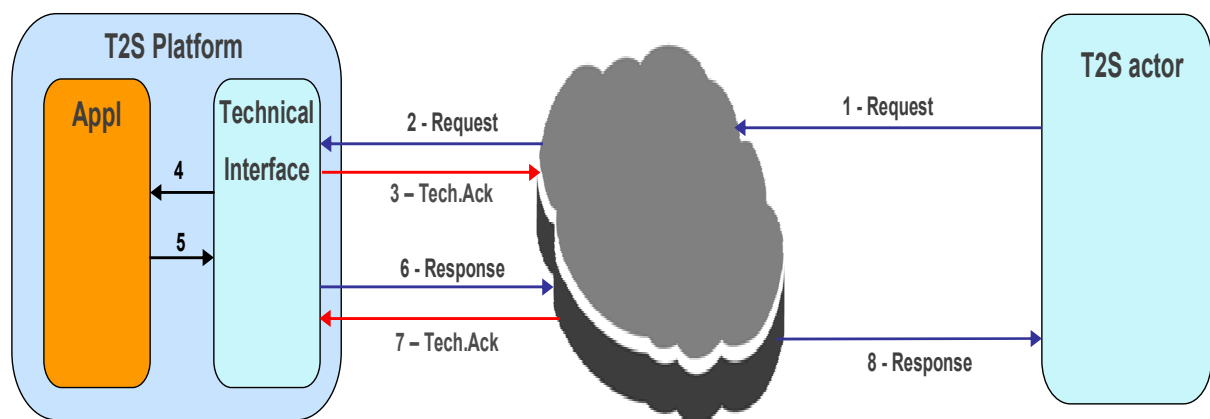 T2S Platform
Appl
Technical
Interface
T2S actor
1 - Request
2 - Request
3 – Tech.Ack
4
5
6 - Response
7 – Tech.Ack
8 - Response